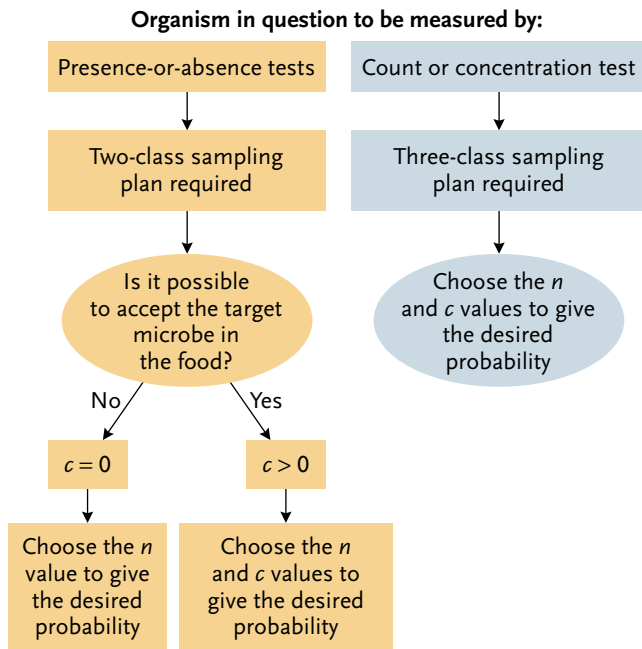 Organism in question to be measured by:
Presence-or-absence tests
Count or concentration test
Two-class sampling
plan required
Three-class sampling
plan required
Is it possible
to accept the target
microbe in
the food?
Choose the n
and c values to give
the desired
probability
No
Yes
c = 0
c > 0
Choose the n
value to give
the desired
probability
Choose the n
and c values to
give the desired
probability